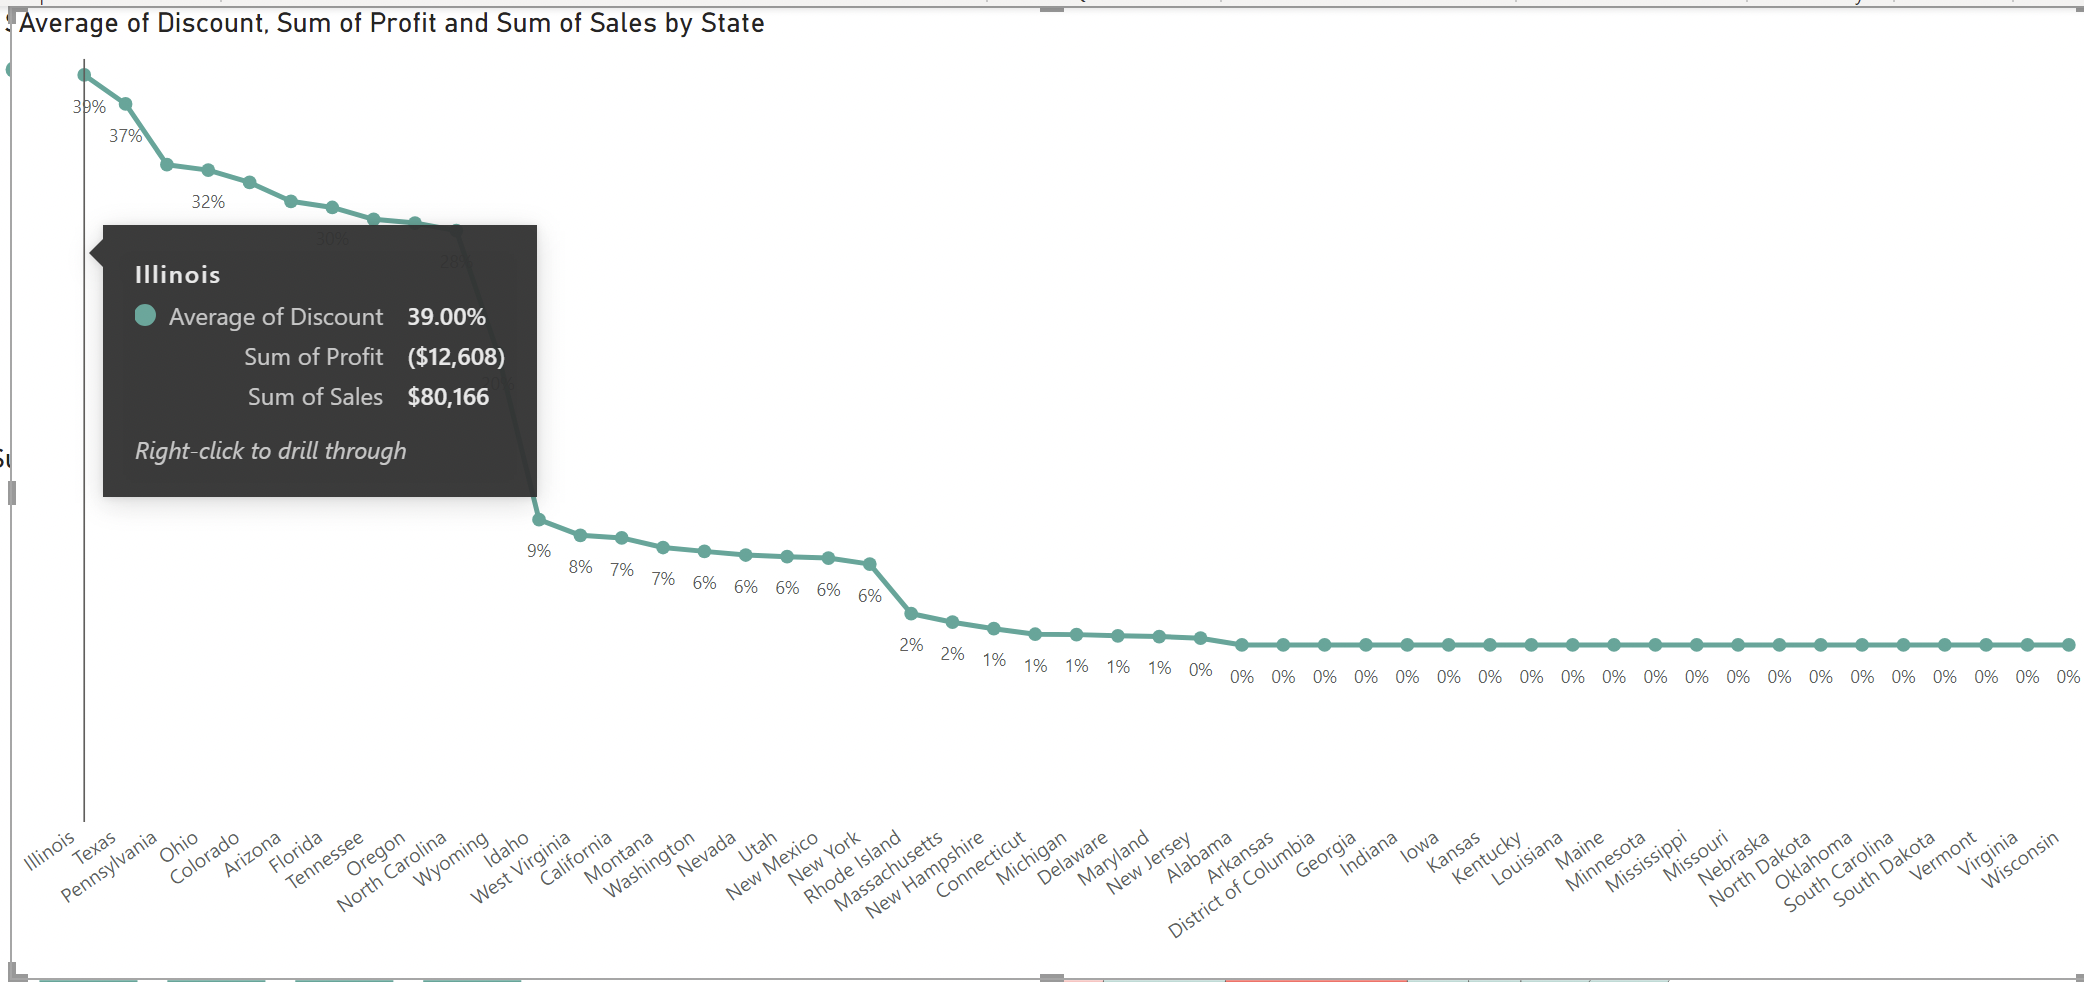 Average of Discount, Sum of Profit and Sum of Sales by State
39%
37%
32%
30%
28%
Illinois
Average of Discount 39.00%
Sum of Profit ($12,608)
Sum of Sales $80,166
Right-click to drill through
9% 8% 7% 7% 6% 6% 6% 6% 6% 2% 2% 1% 1% 1% 1% 1% 0% 0% 0% 0% 0% 0% 0% 0% 0% 0% 0% 0% 0% 0% 0% 0% 0% 0% 0% 0% 0% 0%
Illinois
Texas
Pennsylvania
Ohio
Colorado
Arizona
Florida
Tennessee
Oregon
North Carolina
Wyoming
Idaho
West Virginia
California
Montana
Washington
Nevada
Utah
New Mexico
New York
Rhode Island
Massachusetts
New Hampshire
Connecticut
Michigan
Delaware
Maryland
New Jersey
Alabama
Arkansas
District of Columbia
Georgia
Indiana
Iowa
Kansas
Kentucky
Louisiana
Maine
Minnesota
Mississippi
Missouri
Nebraska
North Dakota
Oklahoma
South Carolina
South Dakota
Vermont
Virginia
Wisconsin